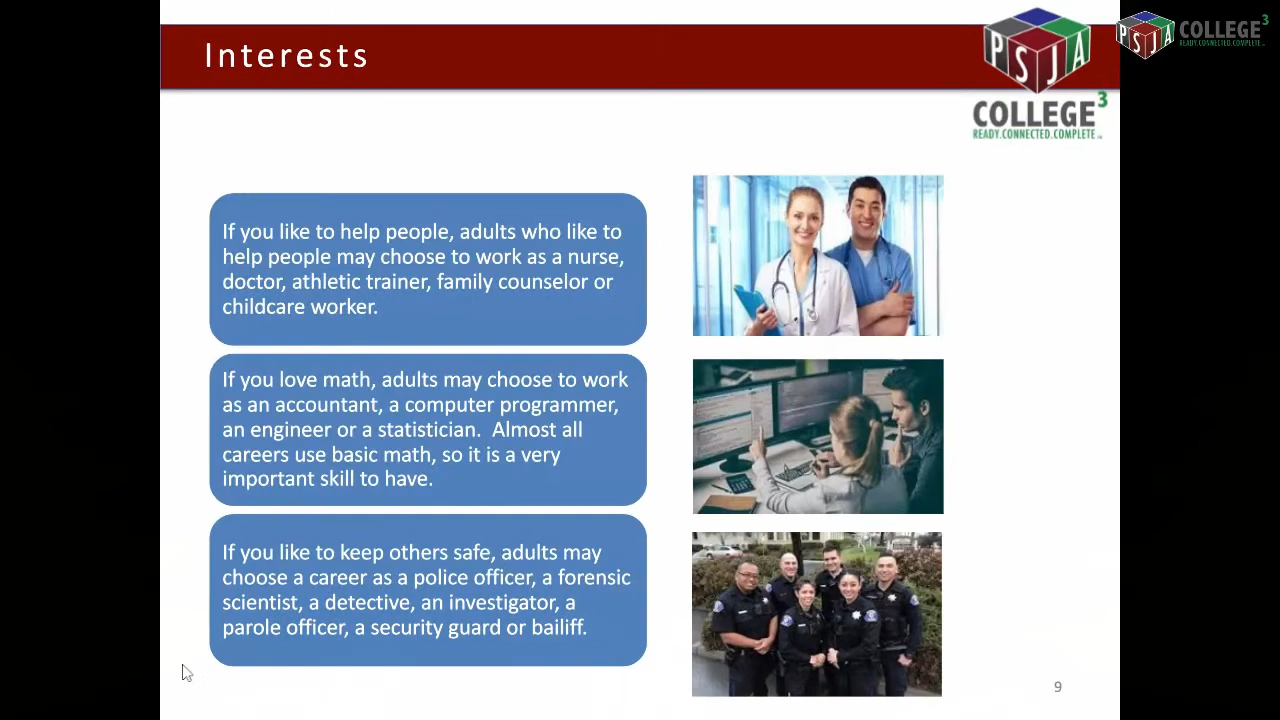 Interests
PSJA
COLLEGE³
READY.CONNECTED.COMPLETE
PSJA
COLLEGE³
READY.CONNECTED.COMPLETE
If you like to help people, adults who like to
help people may choose to work as a nurse,
doctor, athletic trainer, family counselor or
childcare worker.
If you love math, adults may choose to work
as an accountant, a computer programmer,
an engineer or a statistician.  Almost all
careers use basic math, so it is a very
important skill to have.
If you like to keep others safe, adults may
choose a career as a police officer, a forensic
scientist, a detective, an investigator, a
parole officer, a security guard or bailiff.
9